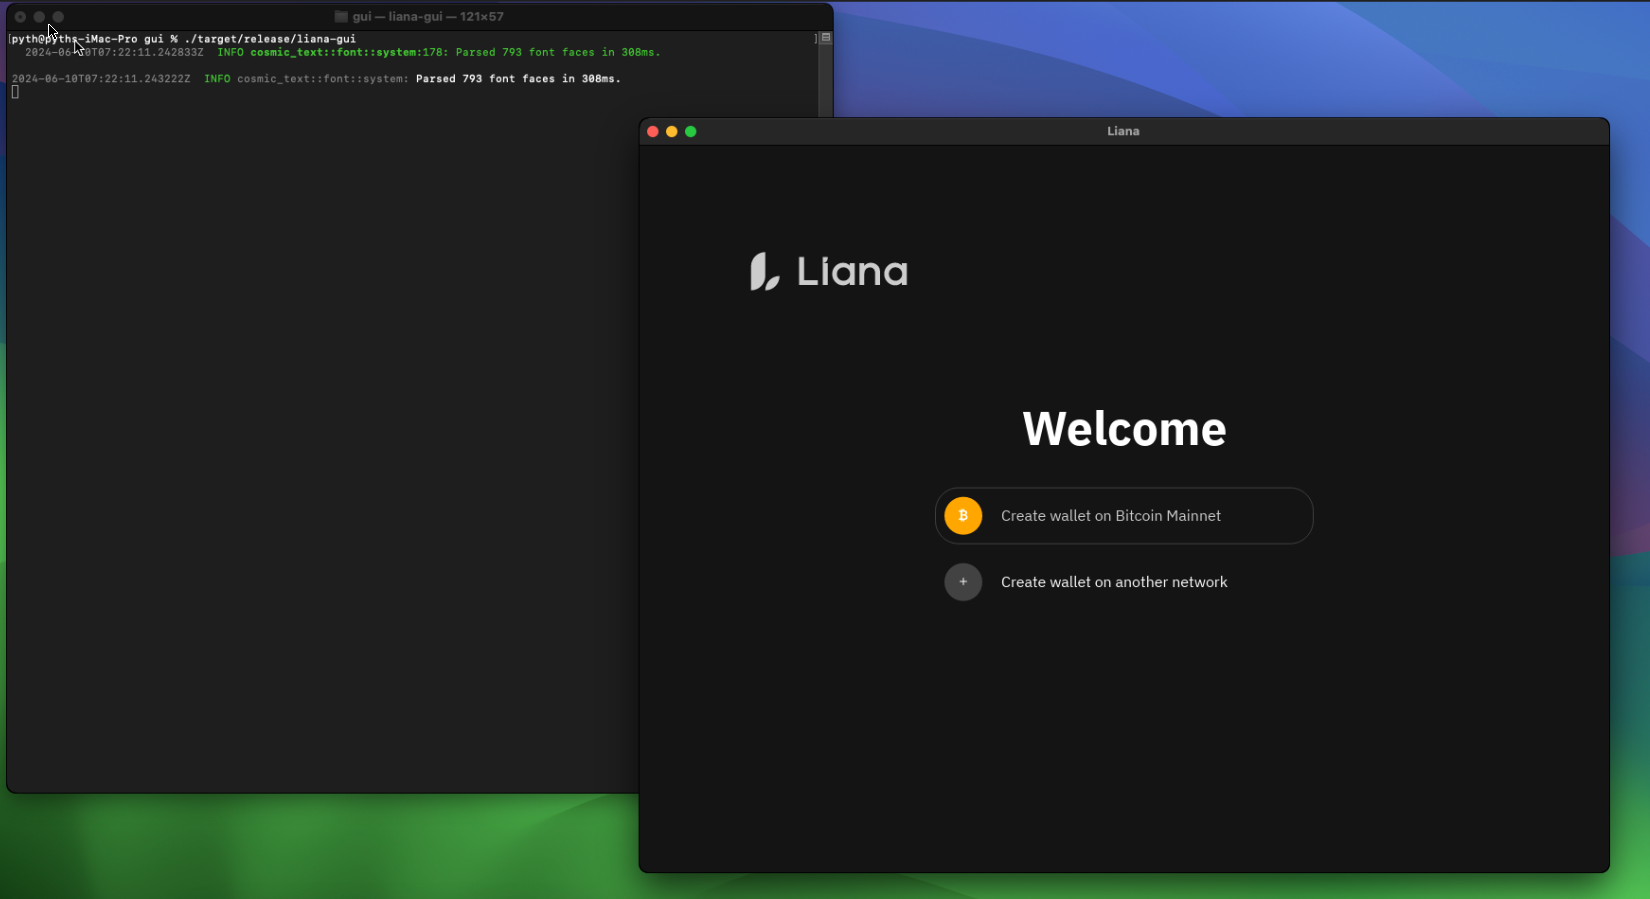 gui — liana-gui — 121×57
[pyth@pyths-iMac-Pro gui % ./target/release/liana-gui ]
2024-06-10T07:22:11.242833Z INFO cosmic_text::font::system:178: Parsed 793 font faces in 308ms.
2024-06-10T07:22:11.243222Z INFO cosmic_text::font::system: Parsed 793 font faces in 308ms.
Liana
Liana
Welcome
Create wallet on Bitcoin Mainnet
+ Create wallet on another network